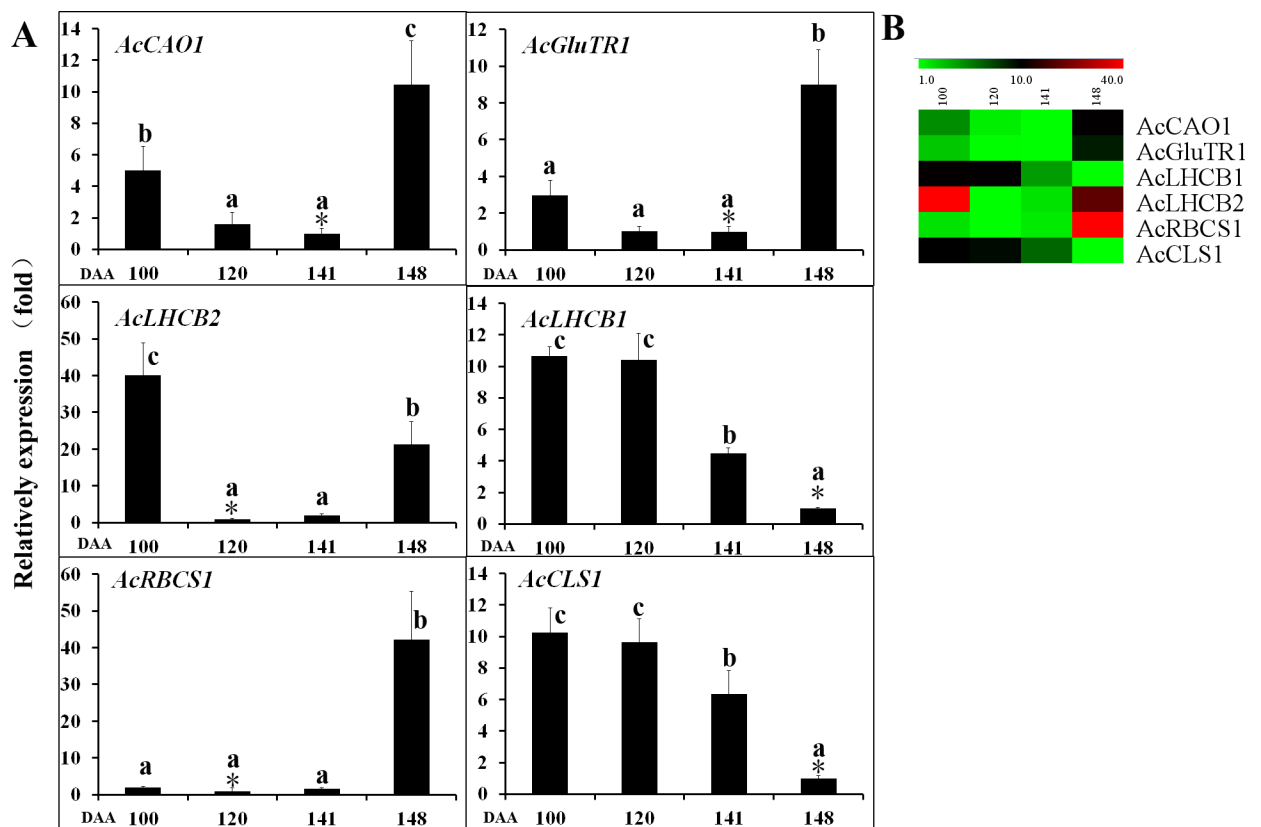 A
Relatively expression（fold）
AcCAO1
14
12
10
8
6
4
2
0
b
a
a
*
c
DAA 100 120 141 148
AcGluTR1
12
10
8
6
4
2
0
a
a
a
*
b
DAA 100 120 141 148
AcLHCB2
60
50
40
30
20
10
0
c
a
*
a
b
DAA 100 120 141 148
AcLHCB1
14
12
10
8
6
4
2
0
c
c
b
a
*
DAA 100 120 141 148
AcRBCS1
60
50
40
30
20
10
0
a
a
*
a
b
DAA 100 120 141 148
AcCLS1
14
12
10
8
6
4
2
0
c
c
b
a
*
DAA 100 120 141 148
B
1.0 10.0 40.0
100 120 141 148
AcCAO1
AcGluTR1
AcLHCB1
AcLHCB2
AcRBCS1
AcCLS1